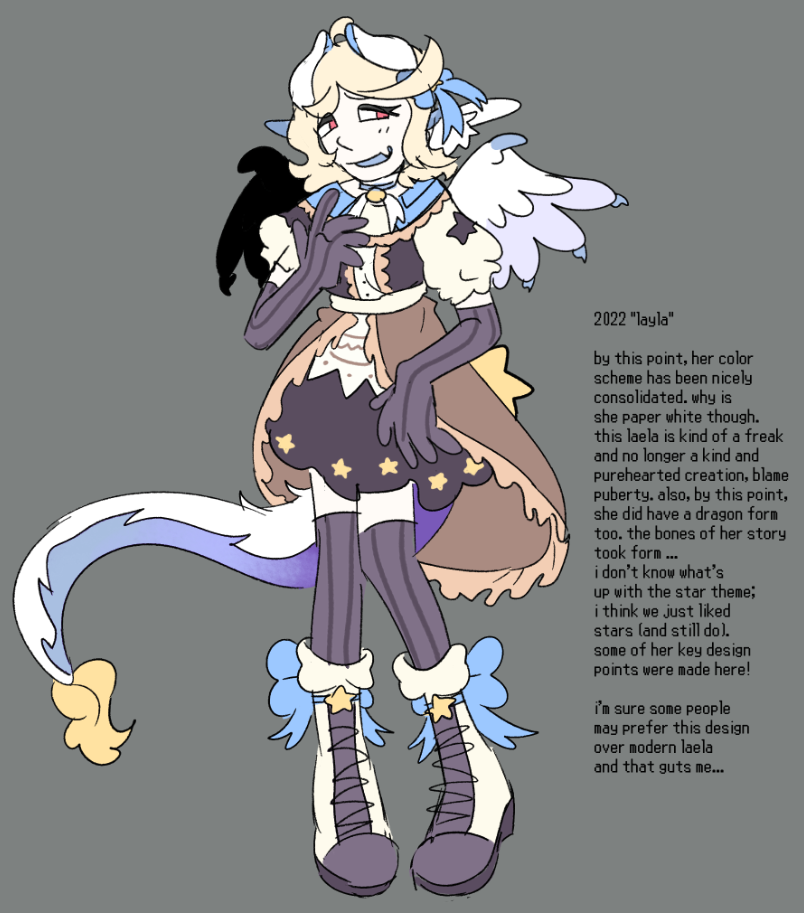 2022 "layla"
by this point, her color
scheme has been nicely
consolidated. why is
she paper white though.
this laela is kind of a freak
and no longer a kind and
purehearted creation, blame
puberty. also, by this point,
she did have a dragon form
too. the bones of her story
took form ...
i don't know what's
up with the star theme;
i think we just liked
stars (and still do).
some of her key design
points were made here!
i'm sure some people
may prefer this design
over modern laela
and that guts me...